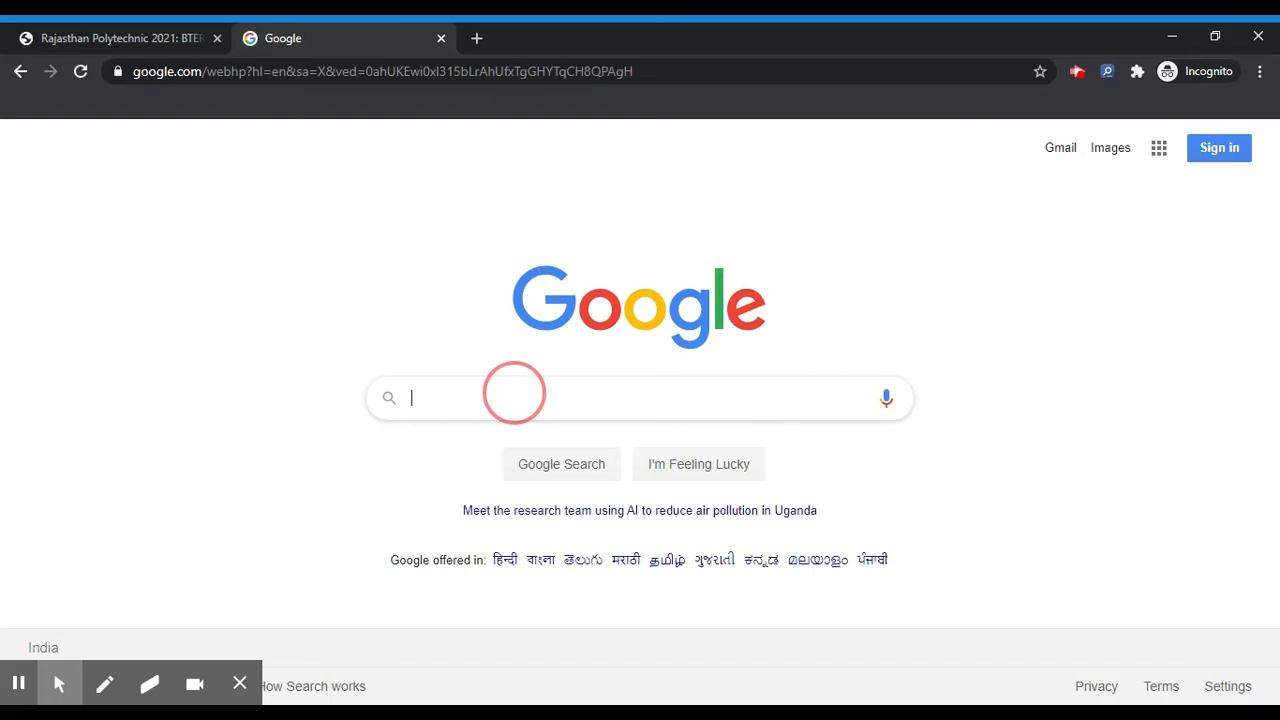 Rajasthan Polytechnic 2021: BTER
Google
google.com/webhp?hl=en&sa=X&ved=0ahUKEwi0xI315bLrAhUfxTgGHYTqCH8QPAgH
Incognito
Gmail Images
Sign in
Google
Google Search
I'm Feeling Lucky
Meet the research team using AI to reduce air pollution in Uganda
Google offered in: हिन्दी বাংলা తెలుగు मराठी தமிழ் ગુજરાતી ಕನ್ನಡ മലയാളം ਪੰਜਾਬੀ
India
How Search works
Privacy Terms Settings